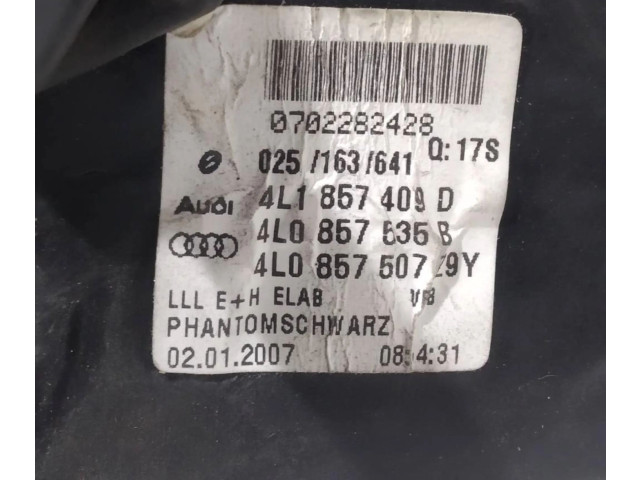 0702282428
025/163/641 Q:17S
Audi 4L1 857 409 D
4L0 857 535 B
4L0 857 507 Z9Y
LLL E+H ELAB
PHANTOMSCHWARZ
02.01.2007